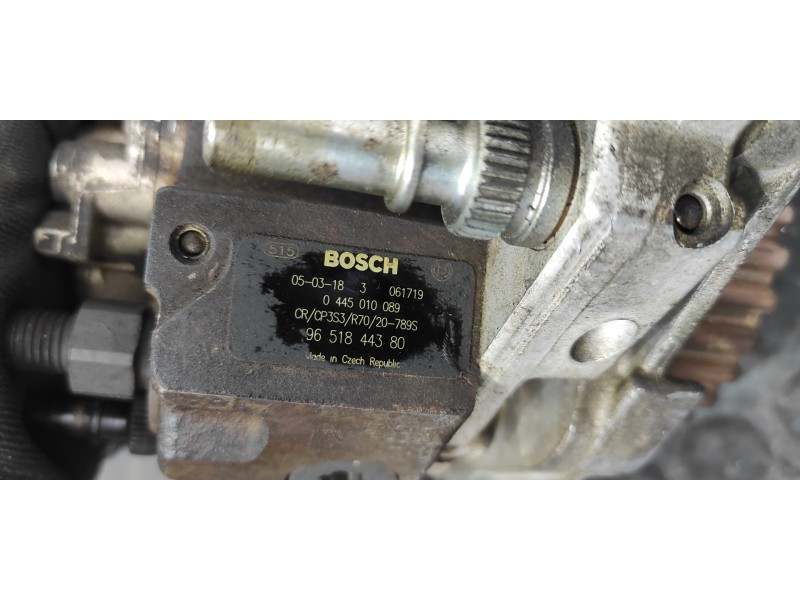 515 BOSCH
05-03-18 3 061719
0 445 010 089
CR/CP3S3/R70/20-789S
96 518 443 80
Made in Czech Republic